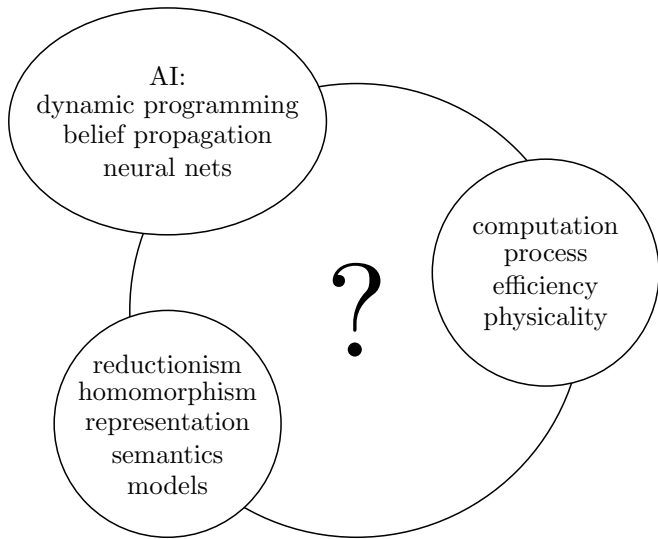 AI:
dynamic programming
belief propagation
neural nets
computation
process
efficiency
physicality
?
reductionism
homomorphism
representation
semantics
models